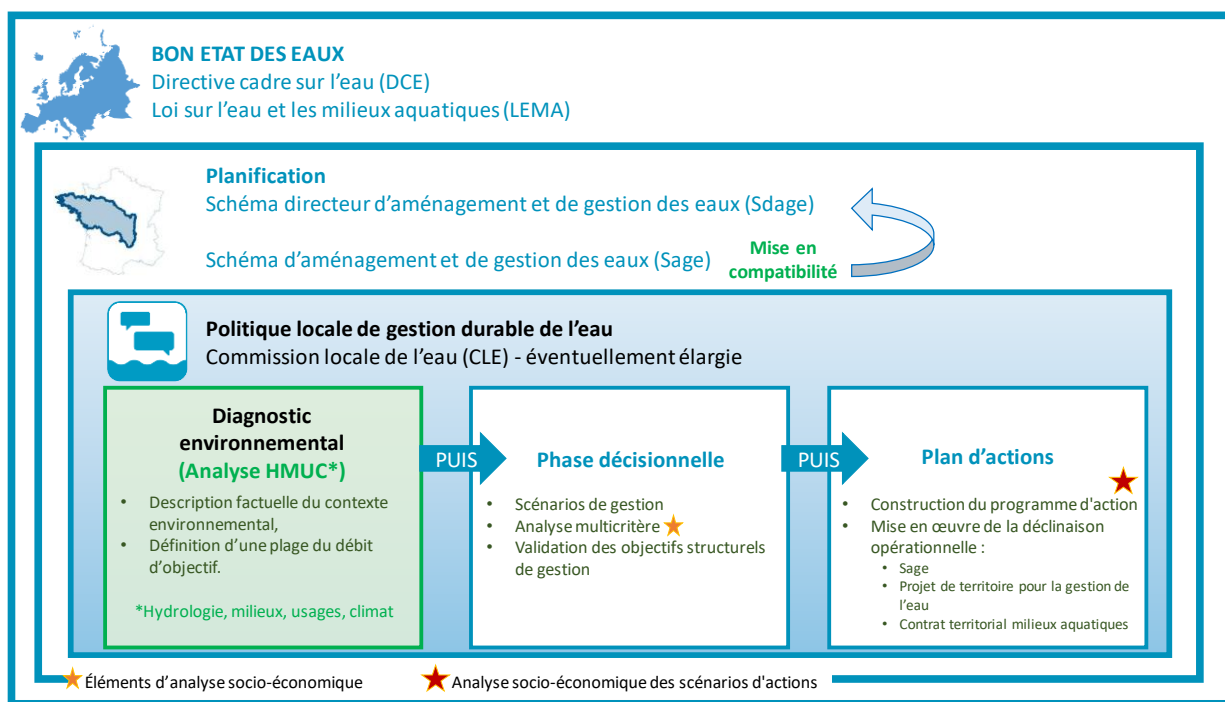 BON ETAT DES EAUX
Directive cadre sur l'eau (DCE)
Loi sur l'eau et les milieux aquatiques (LEMA)
Planification
Schéma directeur d'aménagement et de gestion des eaux (Sdage)
Schéma d'aménagement et de gestion des eaux (Sage)
Mise en
compatibilité
Politique locale de gestion durable de l'eau
Commission locale de l'eau (CLE) - éventuellement élargie
Diagnostic
environnemental
(Analyse HMUC*)
• Description factuelle du contexte
environnemental,
• Définition d'une plage du débit
d'objectif.
*Hydrologie, milieux, usages, climat
PUIS
Phase décisionnelle
• Scénarios de gestion
• Analyse multicritère
• Validation des objectifs structurels
de gestion
PUIS
Plan d'actions
• Construction du programme d'action
• Mise en œuvre de la déclinaison
opérationnelle :
• Sage
• Projet de territoire pour la gestion de
l'eau
• Contrat territorial milieux aquatiques
Éléments d'analyse socio-économique
Analyse socio-économique des scénarios d'actions